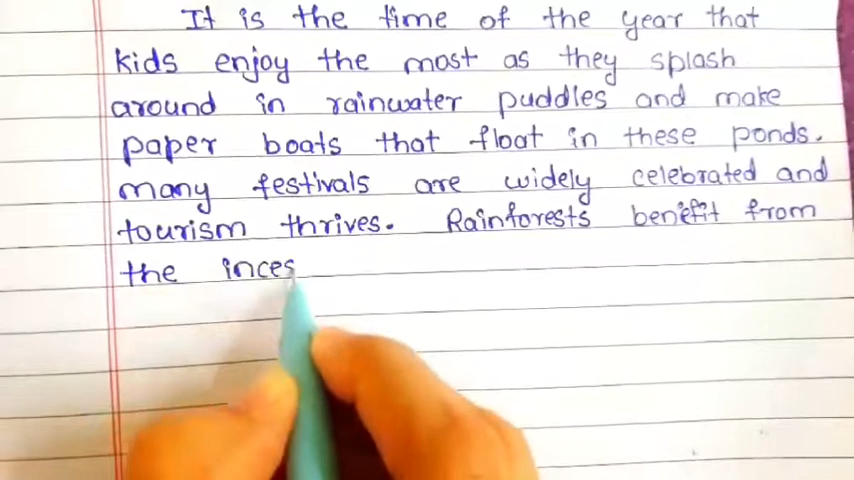 It is the time of the year that
kids enjoy the most as they splash
around in rainwater puddles and make
paper boats that float in these ponds.
many festivals are widely celebrated and
tourism thrives. Rainforests benefit from
the inces